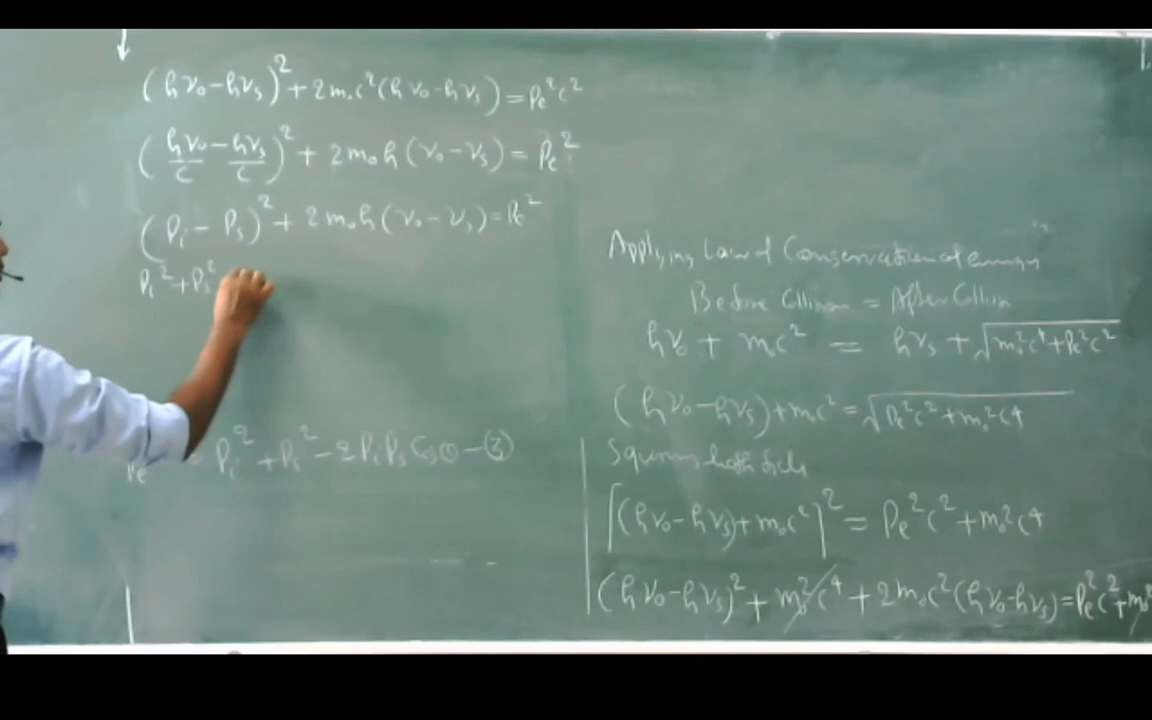 (hν₀-hνₛ)² + 2m₀c²(hν₀-hνₛ) = Pe²c²
(hν₀/c - hνₛ/c)² + 2m₀h(ν₀-νₛ) = Pe²
(Pᵢ - Pₛ)² + 2m₀h(ν₀-νₛ) = Pe²
Pᵢ² + Pₛ²
Pe Pᵢ² + Pₛ² - 2PᵢPₛ Cosθ - ③
Applying Law of Conservation of energy
Before Collision = After Collision
hν₀ + m₀c² = hνₛ + √m₀²c⁴ + Pe²c²
(hν₀-hνₛ) + m₀c² = √Pe²c² + m₀²c⁴
Squaring both side
[(hν₀-hνₛ) + m₀c²]² = Pe²c² + m₀²c⁴
(hν₀-hνₛ)² + m₀²c⁴ + 2m₀c²(hν₀-hνₛ) = Pe²c² + m₀²